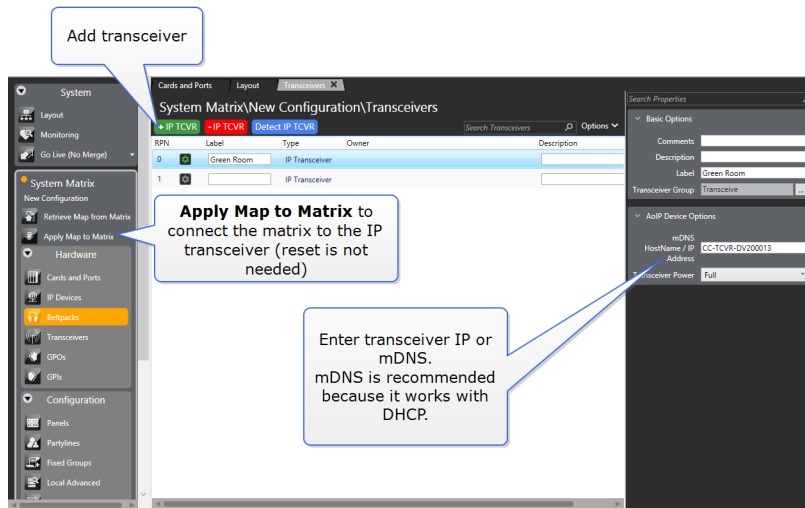 Add transceiver
System
Layout
Monitoring
Go Live (No Merge)
System Matrix
New Configuration
Retrieve Map from Matrix
Apply Map to Matrix
Hardware
Cards and Ports
IP Devices
Beltpacks
Transceivers
GPOs
GPIs
Configuration
Panels
Partylines
Fixed Groups
Local Advanced
Cards and Ports Layout Transceivers X
System Matrix\New Configuration\Transceivers
+ IP TCVR - IP TCVR Detect IP TCVR Search Transceivers Options
RPN Label Type Owner Description
0 Green Room IP Transceiver
1 IP Transceiver
Apply Map to Matrix to
connect the matrix to the IP
transceiver (reset is not
needed)
Enter transceiver IP or
mDNS.
mDNS is recommended
because it works with
DHCP.
Search Properties
Basic Options
Comments
Description
Label Green Room
Transceiver Group Transceive ...
AoIP Device Options
mDNS
HostName / IP CC-TCVR-DV200013
Address
Transceiver Power Full